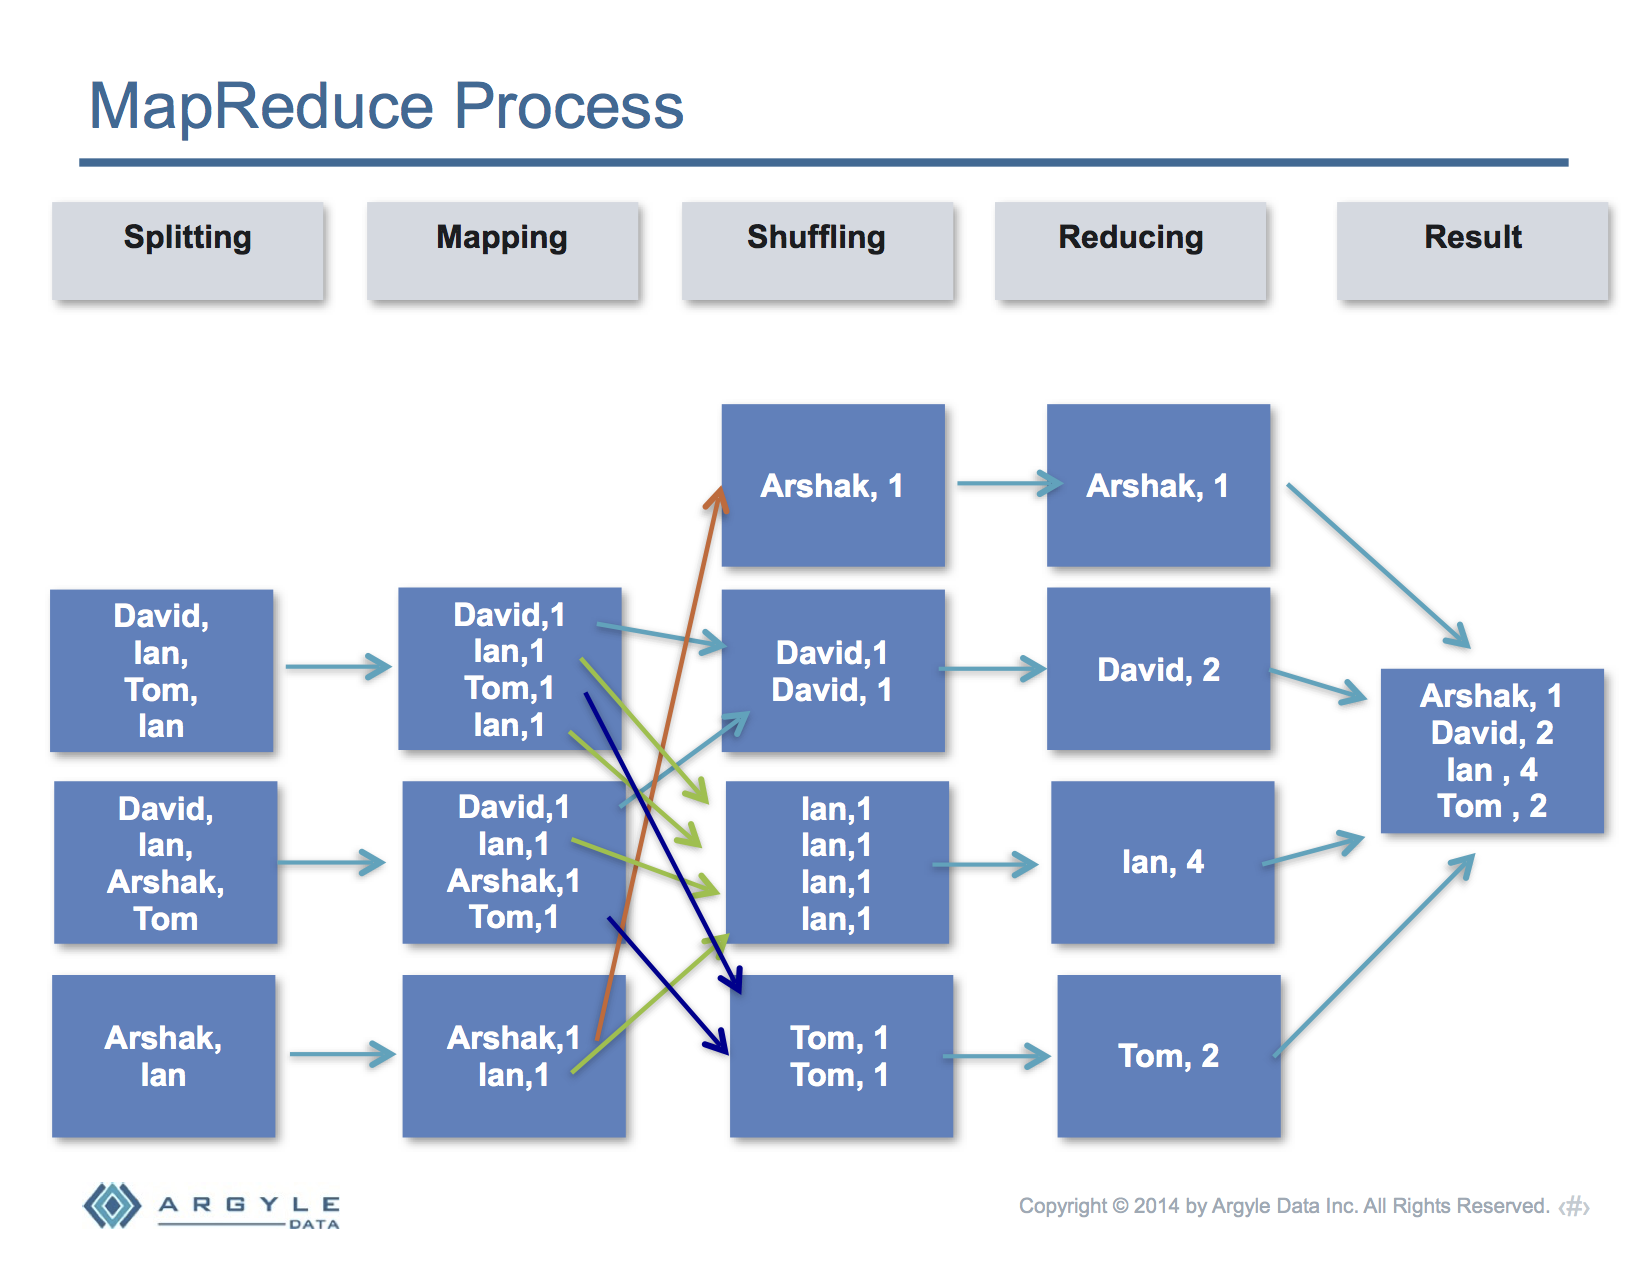 MapReduce Process
Splitting
Mapping
Shuffling
Reducing
Result
David,
Ian,
Tom,
Ian
David,
Ian,
Arshak,
Tom
Arshak,
Ian
David,1
Ian,1
Tom,1
Ian,1
David,1
Ian,1
Arshak,1
Tom,1
Arshak,1
Ian,1
Arshak, 1
David,1
David, 1
Ian,1
Ian,1
Ian,1
Ian,1
Tom, 1
Tom, 1
Arshak, 1
David, 2
Ian, 4
Tom, 2
Arshak, 1
David, 2
Ian , 4
Tom , 2
ARGYLE
DATA
Copyright © 2014 by Argyle Data Inc. All Rights Reserved. ‹#›